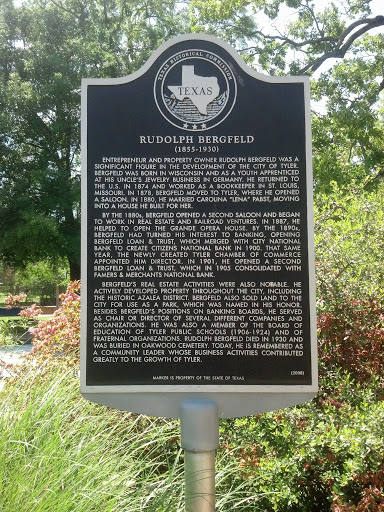 TEXAS HISTORICAL COMMISSION
TEXAS
RUDOLPH BERGFELD
(1855-1930)
ENTREPRENEUR AND PROPERTY OWNER RUDOLPH BERGFELD WAS A
SIGNIFICANT FIGURE IN THE DEVELOPMENT OF THE CITY OF TYLER.
BERGFELD WAS BORN IN WISCONSIN AND AS A YOUTH APPRENTICED
AT HIS UNCLE'S JEWELRY BUSINESS IN GERMANY. HE RETURNED TO
THE U.S. IN 1874 AND WORKED AS A BOOKKEEPER IN ST. LOUIS,
MISSOURI. IN 1878, BERGFELD MOVED TO TYLER, WHERE HE OPENED
A SALOON. IN 1880, HE MARRIED CAROLINA "LENA" PABST, MOVING
INTO A HOUSE HE BUILT FOR HER.
BY THE 1880s, BERGFELD OPENED A SECOND SALOON AND BEGAN
TO WORK IN REAL ESTATE AND RAILROAD VENTURES. IN 1887, HE
HELPED TO OPEN THE GRANDE OPERA HOUSE. BY THE 1890s,
BERGFELD HAD TURNED HIS INTEREST TO BANKING, OPENING
BERGFELD LOAN & TRUST, WHICH MERGED WITH CITY NATIONAL
BANK TO CREATE CITIZENS NATIONAL BANK IN 1900. THAT SAME
YEAR, THE NEWLY CREATED TYLER CHAMBER OF COMMERCE
APPOINTED HIM DIRECTOR. IN 1901, HE OPENED A SECOND
BERGFELD LOAN & TRUST, WHICH IN 1905 CONSOLIDATED WITH
FAMERS & MERCHANTS NATIONAL BANK.
BERGFELD'S REAL ESTATE ACTIVITIES WERE ALSO NOTABLE. HE
ACTIVELY DEVELOPED PROPERTY THROUGHOUT THE CITY, INCLUDING
THE HISTORIC AZALEA DISTRICT. BERGFELD ALSO SOLD LAND TO THE
CITY FOR USE AS A PARK, WHICH WAS NAMED IN HIS HONOR.
BESIDES BERGFELD'S POSITIONS ON BANKING BOARDS, HE SERVED
AS CHAIR OR DIRECTOR OF SEVERAL DIFFERENT COMPANIES AND
ORGANIZATIONS. HE WAS ALSO A MEMBER OF THE BOARD OF
EDUCATION OF TYLER PUBLIC SCHOOLS (1906-1924) AND OF
FRATERNAL ORGANIZATIONS. RUDOLPH BERGFELD DIED IN 1930 AND
WAS BURIED IN OAKWOOD CEMETERY. TODAY, HE IS REMEMBERED AS
A COMMUNITY LEADER WHOSE BUSINESS ACTIVITIES CONTRIBUTED
GREATLY TO THE GROWTH OF TYLER.
(2008)
MARKER IS PROPERTY OF THE STATE OF TEXAS